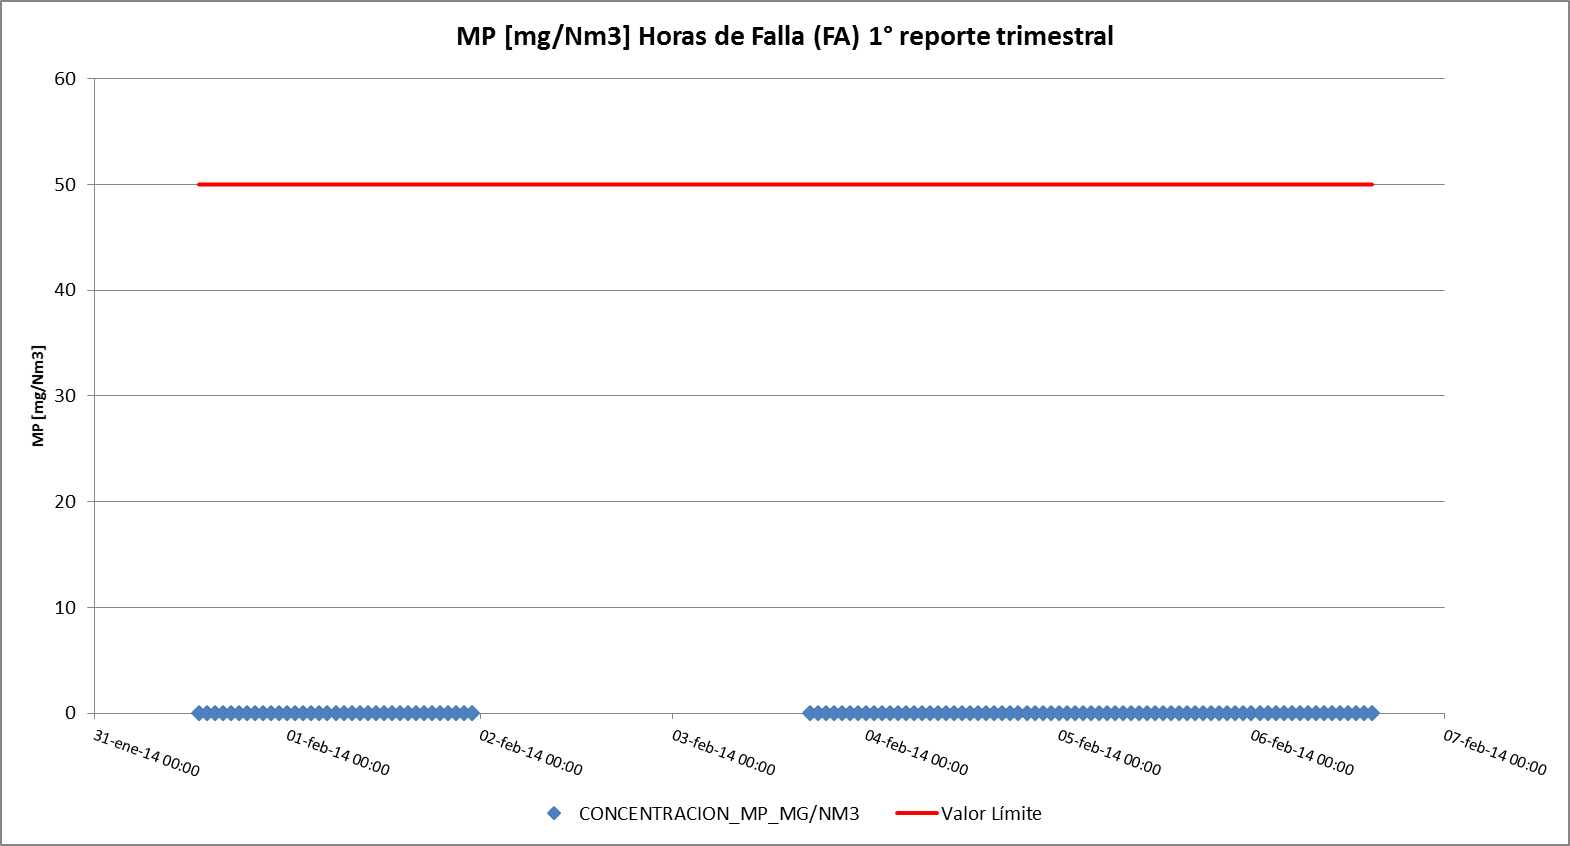 MP [mg/Nm3] Horas de Falla (FA) 1° reporte trimestral
60
50
40
30
20
10
0
MP [mg/Nm3]
31-ene-14 00:00
01-feb-14 00:00
02-feb-14 00:00
03-feb-14 00:00
04-feb-14 00:00
05-feb-14 00:00
06-feb-14 00:00
07-feb-14 00:00
CONCENTRACION_MP_MG/NM3
Valor Límite